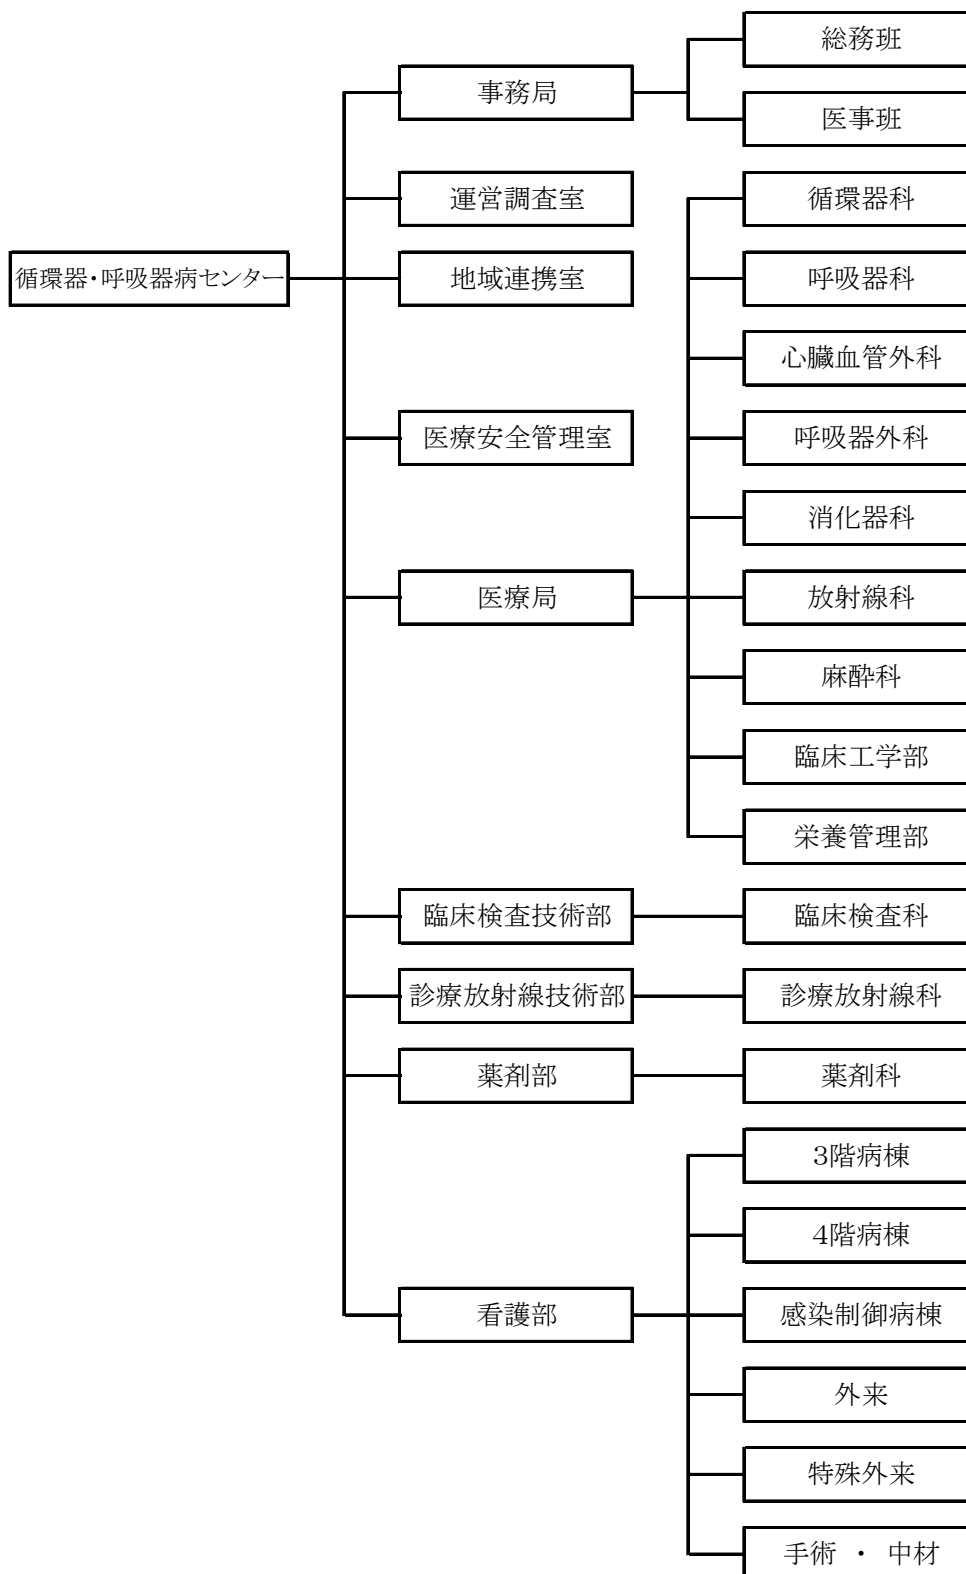 総務班
事務局
医事班
運営調査室
循環器科
循環器・呼吸器病センター
地域連携室
呼吸器科
心臓血管外科
医療安全管理室
呼吸器外科
消化器科
医療局
放射線科
麻酔科
臨床工学部
栄養管理部
臨床検査技術部
臨床検査科
診療放射線技術部
診療放射線科
薬剤部
薬剤科
3階病棟
4階病棟
看護部
感染制御病棟
外来
特殊外来
手術 ・ 中材